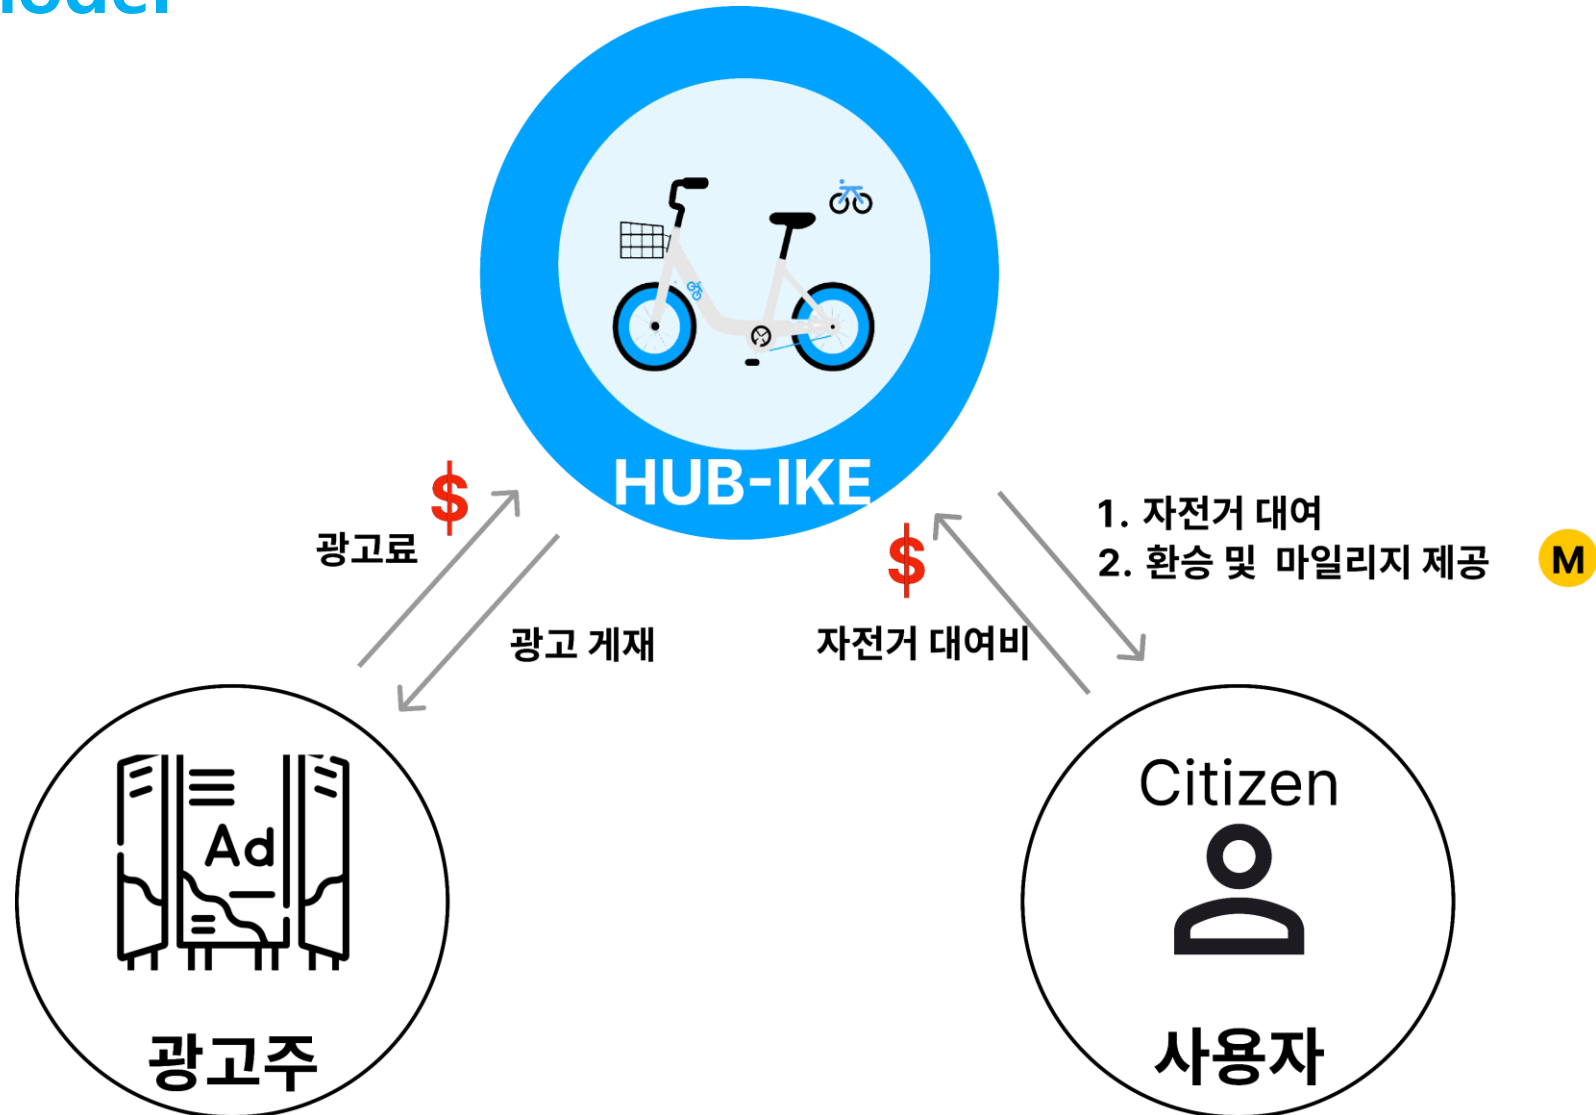 HUB-IKE
$
광고료
광고 게재
$
자전거 대여비
1. 자전거 대여
2. 환승 및 마일리지 제공
M
Ad
광고주
Citizen
사용자